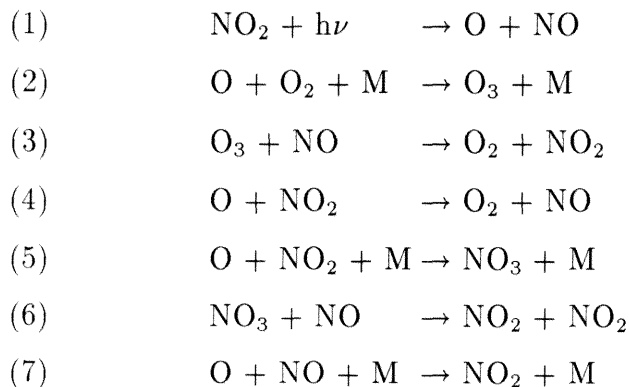 (1) NO₂ + hν → O + NO
(2) O + O₂ + M → O₃ + M
(3) O₃ + NO → O₂ + NO₂
(4) O + NO₂ → O₂ + NO
(5) O + NO₂ + M → NO₃ + M
(6) NO₃ + NO → NO₂ + NO₂
(7) O + NO + M → NO₂ + M